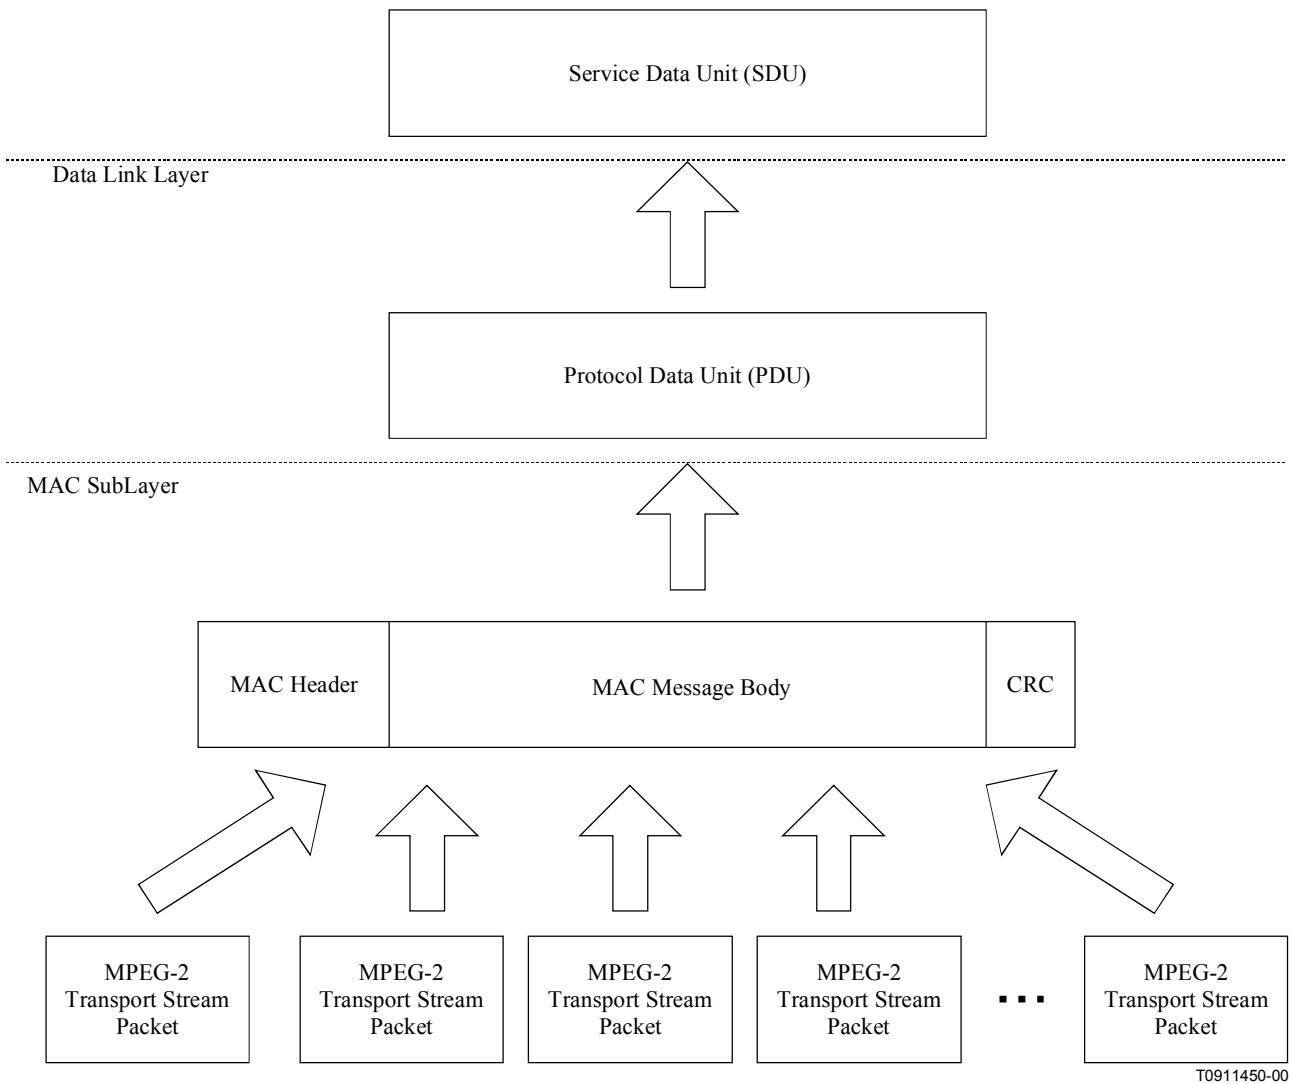 Service Data Unit (SDU)
Data Link Layer
Protocol Data Unit (PDU)
MAC SubLayer
MAC Header
MAC Message Body
CRC
MPEG-2
Transport Stream
Packet
MPEG-2
Transport Stream
Packet
MPEG-2
Transport Stream
Packet
MPEG-2
Transport Stream
Packet
...
MPEG-2
Transport Stream
Packet
T0911450-00